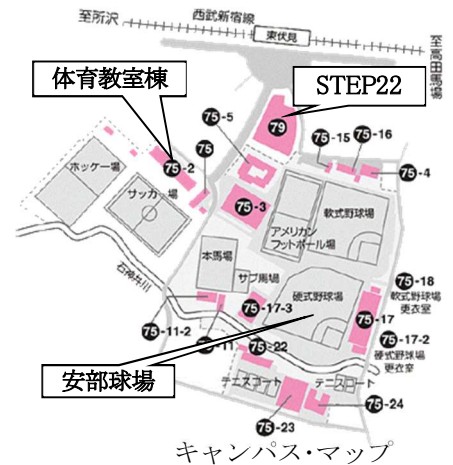 至所沢
西武新宿線
東伏見
至高田馬場
体育教室棟
STEP22
79
75-5
75
75-15
75-16
75-2
75-4
ホッケー場
サッカー場
75-3
軟式野球場
アメリカン
フットボール場
石神井川
本馬場
サブ馬場
硬式野球場
75-18
軟式野球場
更衣室
75-17
75-17-3
75-11-2
75-11
75-22
75-17-2
硬式野球場
更衣室
安部球場
テニスコート
テニスコート
75-24
75-23
キャンパス・マップ